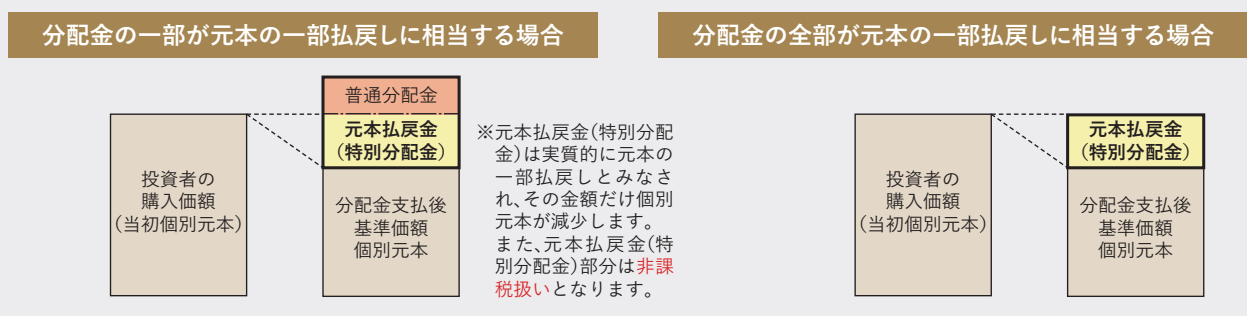 分配金の一部が元本の一部払戻しに相当する場合
投資者の
購入価額
(当初個別元本)
普通分配金
元本払戻金
(特別分配金)
分配金支払後
基準価額
個別元本
※元本払戻金(特別分配
金)は実質的に元本の
一部払戻しとみなさ
れ、その金額だけ個別
元本が減少します。
また、元本払戻金(特
別分配金)部分は非課
税扱いとなります。
分配金の全部が元本の一部払戻しに相当する場合
投資者の
購入価額
(当初個別元本)
元本払戻金
(特別分配金)
分配金支払後
基準価額
個別元本